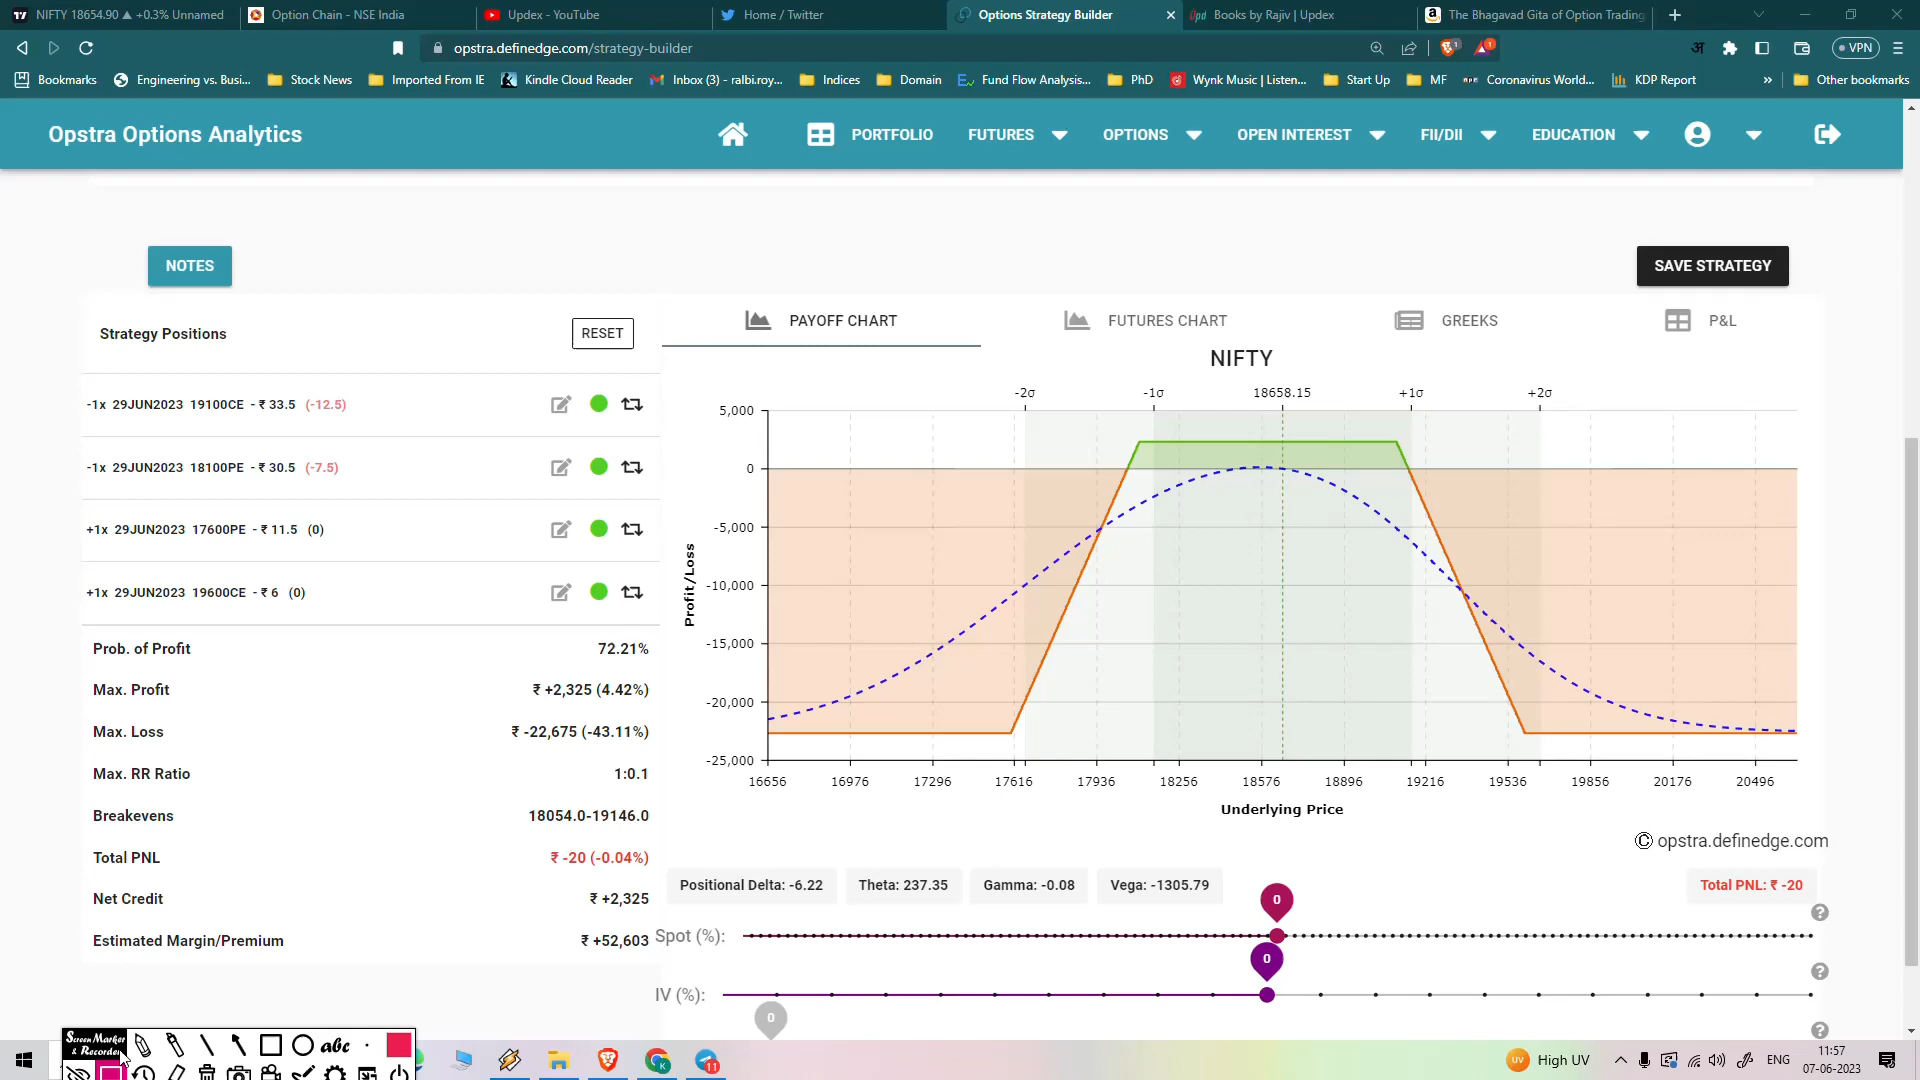 NIFTY 18654.90 ▲ +0.3% Unnamed
Option Chain - NSE India
Updex - YouTube
Home / Twitter
Options Strategy Builder
Books by Rajiv | Updex
The Bhagavad Gita of Option Trading
opstra.definedge.com/strategy-builder
VPN
Bookmarks
Engineering vs. Busi...
Stock News
Imported From IE
Kindle Cloud Reader
Inbox (3) - ralbi.roy...
Indices
Domain
Fund Flow Analysis...
PhD
Wynk Music | Listen...
Start Up
MF
Coronavirus World...
KDP Report
Other bookmarks
Opstra Options Analytics
PORTFOLIO
FUTURES
OPTIONS
OPEN INTEREST
FII/DII
EDUCATION
NOTES
SAVE STRATEGY
Strategy Positions
RESET
PAYOFF CHART
FUTURES CHART
GREEKS
P&L
-1x 29JUN2023 19100CE - ₹ 33.5 (-12.5)
-1x 29JUN2023 18100PE - ₹ 30.5 (-7.5)
+1x 29JUN2023 17600PE - ₹ 11.5 (0)
+1x 29JUN2023 19600CE - ₹ 6 (0)
Prob. of Profit 72.21%
Max. Profit ₹ +2,325 (4.42%)
Max. Loss ₹ -22,675 (-43.11%)
Max. RR Ratio 1:0.1
Breakevens 18054.0-19146.0
Total PNL ₹ -20 (-0.04%)
Net Credit ₹ +2,325
Estimated Margin/Premium ₹ +52,603
NIFTY
-2σ -1σ 18658.15 +1σ +2σ
5,000
0
-5,000
-10,000
-15,000
-20,000
-25,000
Profit/Loss
16656 16976 17296 17616 17936 18256 18576 18896 19216 19536 19856 20176 20496
Underlying Price
© opstra.definedge.com
Positional Delta: -6.22
Theta: 237.35
Gamma: -0.08
Vega: -1305.79
Total PNL: ₹ -20
0
Spot (%):
0
IV (%):
0
Screen Marker
& Recorder
abc
11
UV
High UV
ENG
11:57
07-06-2023